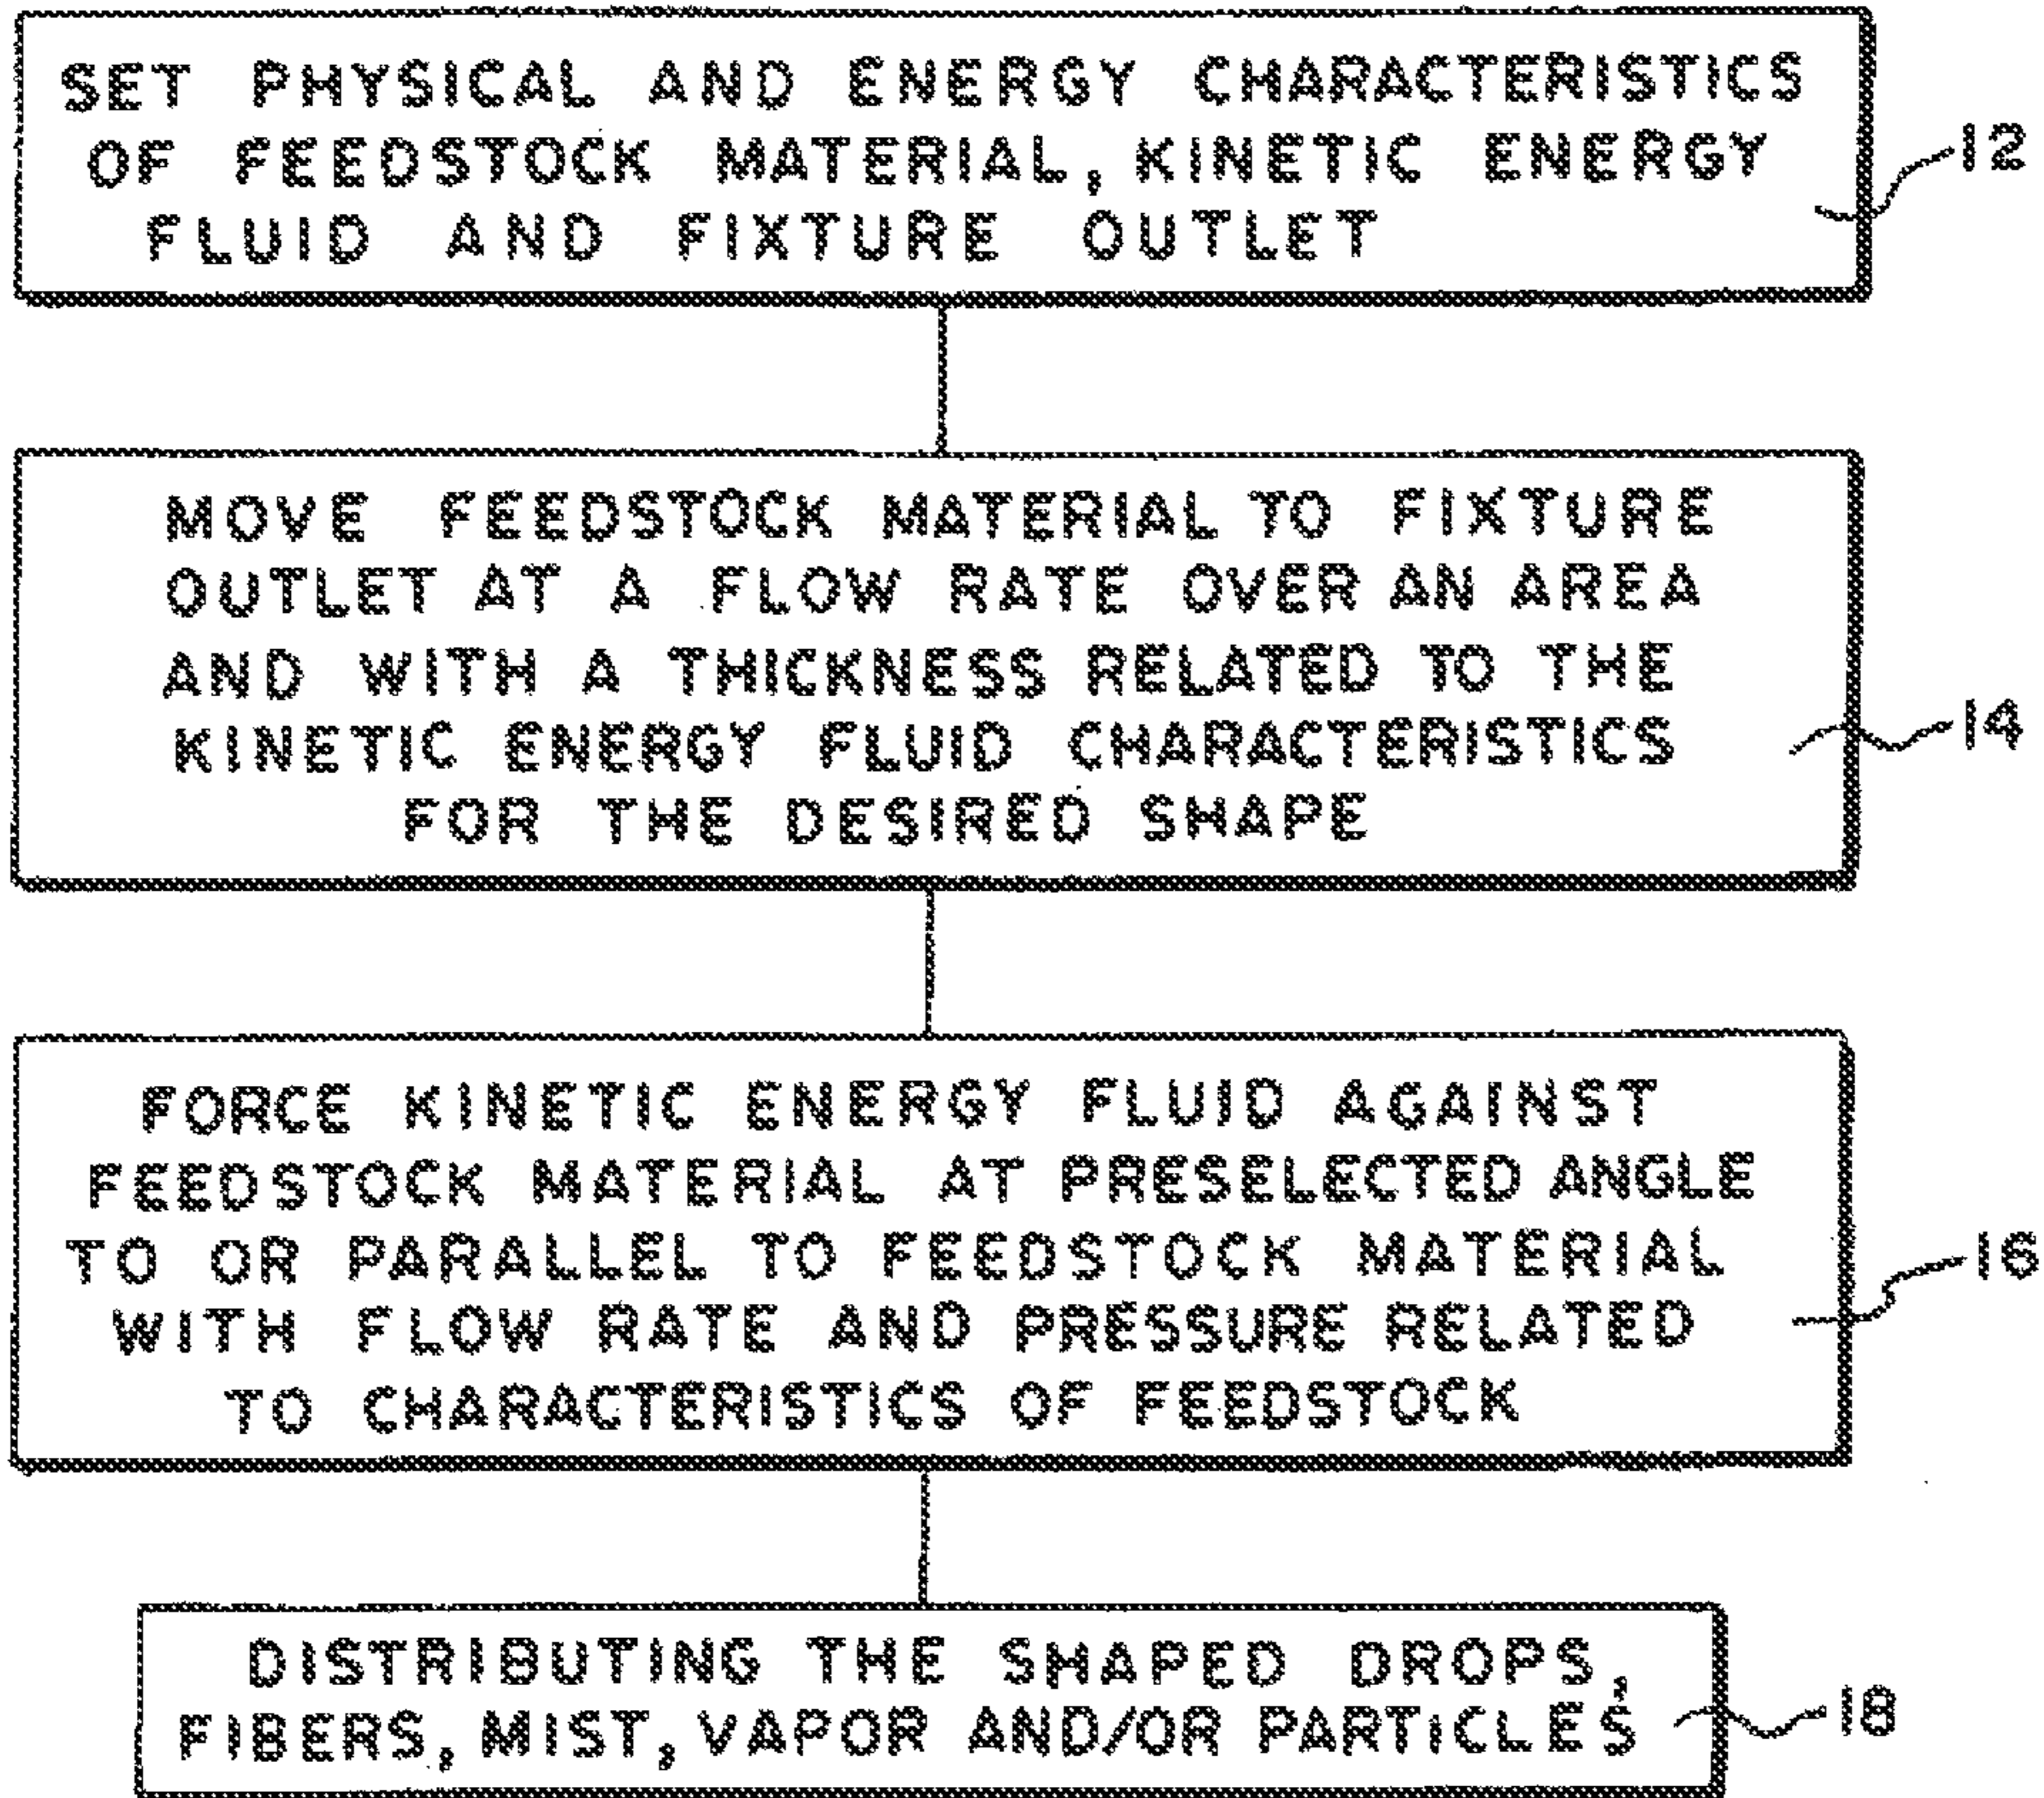 SET PHYSICAL AND ENERGY CHARACTERISTICS
OF FEEDSTOCK MATERIAL, KINETIC ENERGY
FLUID AND FIXTURE OUTLET
12
MOVE FEEDSTOCK MATERIAL TO FIXTURE
OUTLET AT A FLOW RATE OVER AN AREA
AND WITH A THICKNESS RELATED TO THE
KINETIC ENERGY FLUID CHARACTERISTICS
FOR THE DESIRED SHAPE
14
FORCE KINETIC ENERGY FLUID AGAINST
FEEDSTOCK MATERIAL AT PRESELECTED ANGLE
TO OR PARALLEL TO FEEDSTOCK MATERIAL
WITH FLOW RATE AND PRESSURE RELATED
TO CHARACTERISTICS OF FEEDSTOCK
16
DISTRIBUTING THE SHAPED DROPS,
FIBERS, MIST, VAPOR AND/OR PARTICLES
18